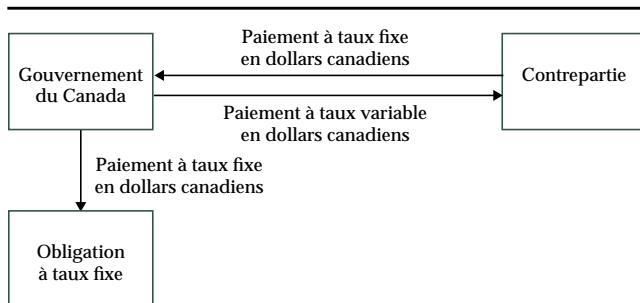 Paiement à taux fixe
en dollars canadiens
Gouvernement
du Canada
Contrepartie
Paiement à taux variable
en dollars canadiens
Paiement à taux fixe
en dollars canadiens
Obligation
à taux fixe